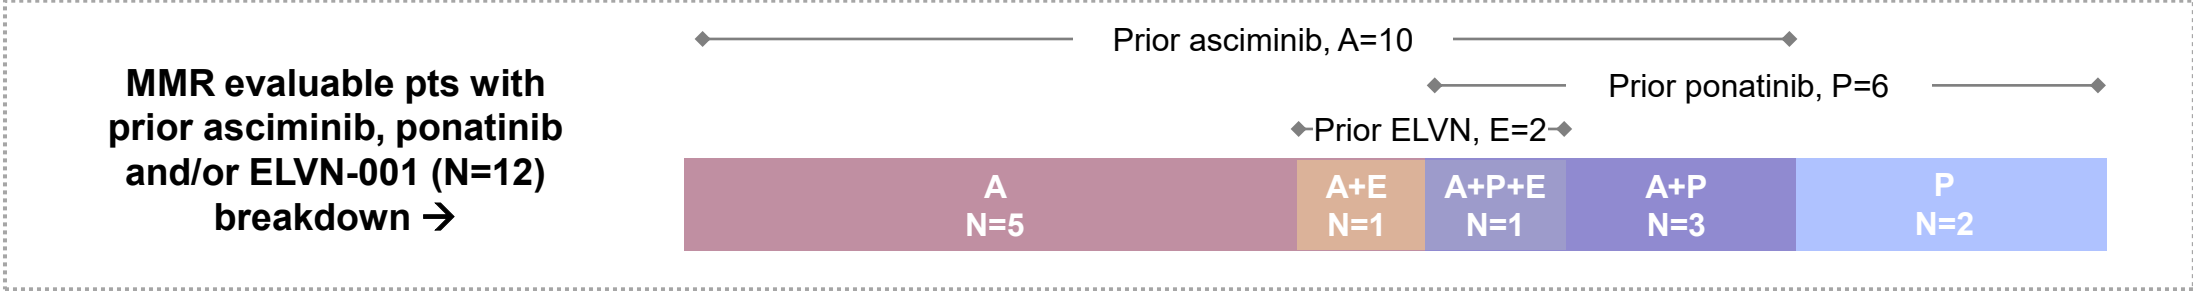 MMR evaluable pts with
prior asciminib, ponatinib
and/or ELVN-001 (N=12)
breakdown →
Prior asciminib, A=10
Prior ponatinib, P=6
Prior ELVN, E=2
A
N=5
A+E
N=1
A+P+E
N=1
A+P
N=3
P
N=2